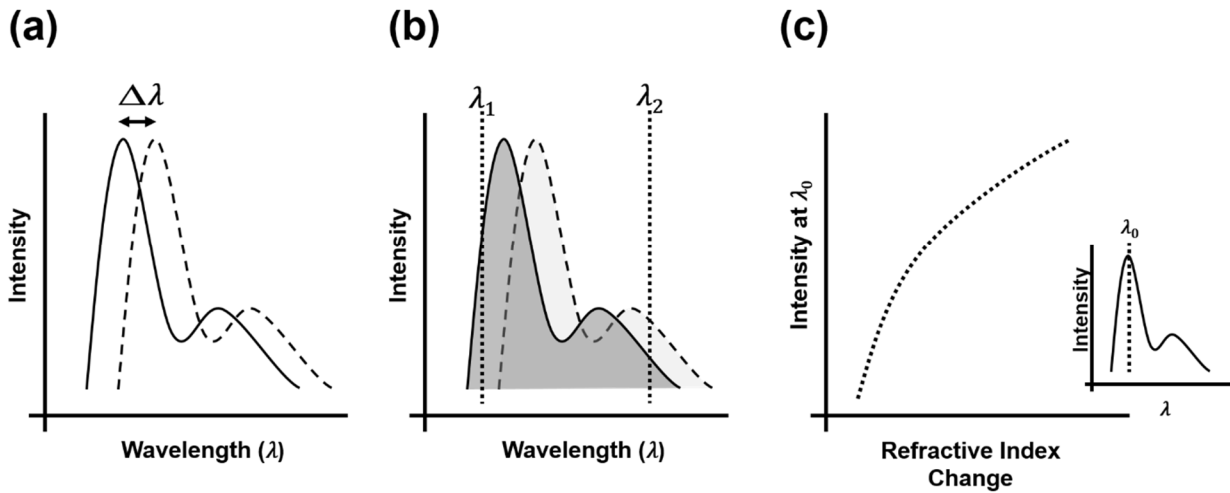 (a)
Δλ
Intensity
Wavelength (λ)
(b)
λ1
λ2
Intensity
Wavelength (λ)
(c)
Intensity at λ0
Refractive Index
Change
λ0
Intensity
λ